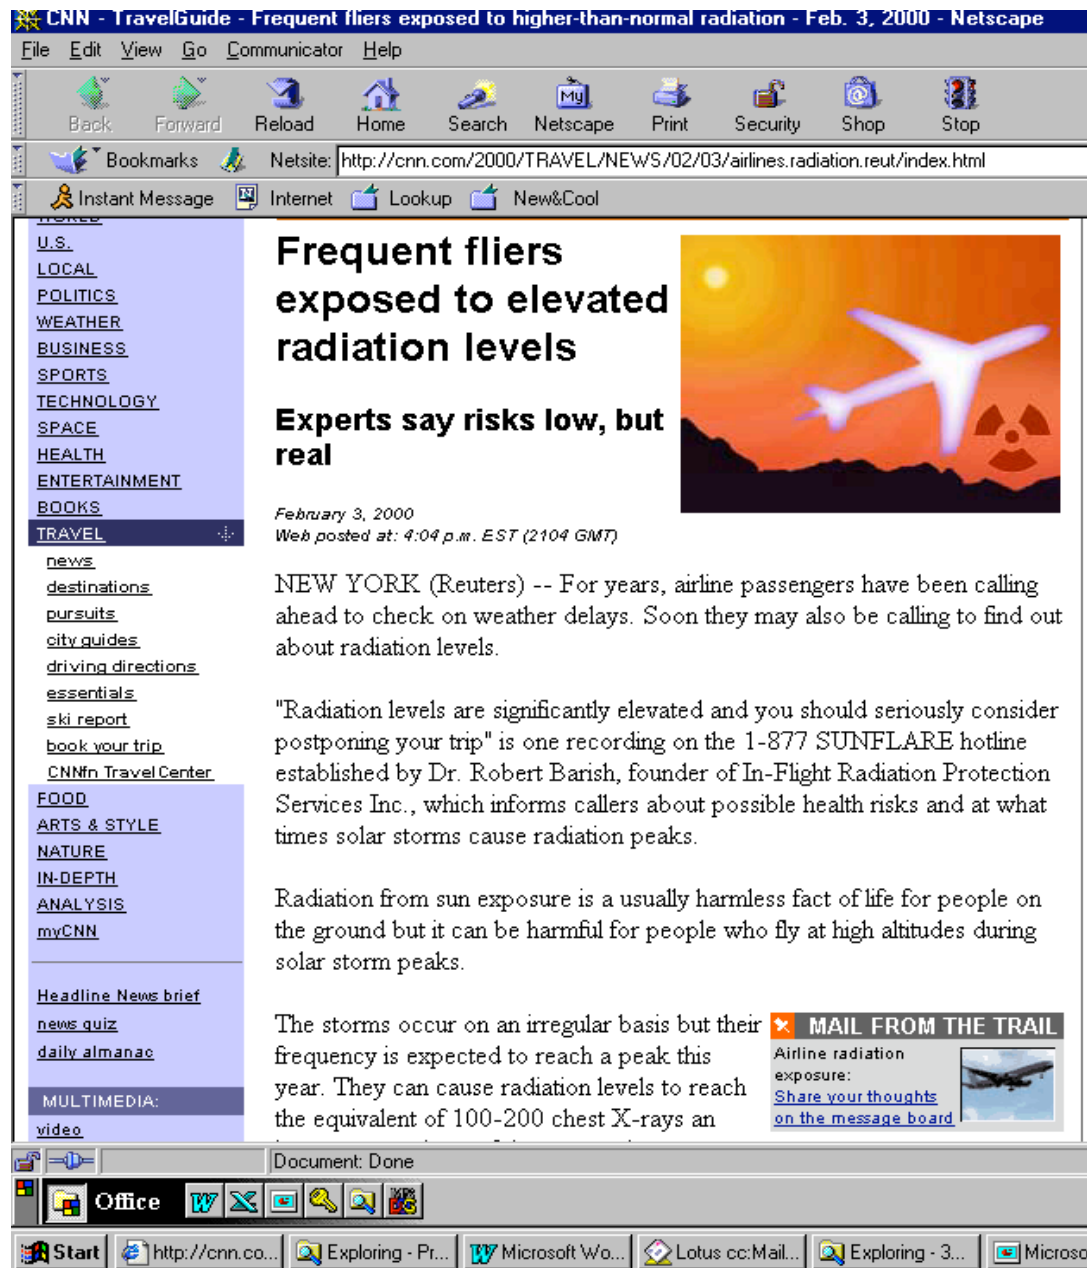 CNN - TravelGuide - Frequent fliers exposed to higher-than-normal radiation - Feb. 3, 2000 - Netscape
File Edit View Go Communicator Help
Back Forward Reload Home Search Netscape Print Security Shop Stop
My
Bookmarks Netsite: http://cnn.com/2000/TRAVEL/NEWS/02/03/airlines.radiation.reut/index.html
Instant Message Internet Lookup New&Cool
WORLD
U.S.
LOCAL
POLITICS
WEATHER
BUSINESS
SPORTS
TECHNOLOGY
SPACE
HEALTH
ENTERTAINMENT
BOOKS
TRAVEL
news
destinations
pursuits
city guides
driving directions
essentials
ski report
book your trip
CNNfn TravelCenter
FOOD
ARTS & STYLE
NATURE
IN-DEPTH
ANALYSIS
myCNN
Headline News brief
news quiz
daily almanac
MULTIMEDIA:
video
Frequent fliers
exposed to elevated
radiation levels
Experts say risks low, but
real
February 3, 2000
Web posted at: 4:04 p.m. EST (2104 GMT)
NEW YORK (Reuters) -- For years, airline passengers have been calling
ahead to check on weather delays. Soon they may also be calling to find out
about radiation levels.
"Radiation levels are significantly elevated and you should seriously consider
postponing your trip" is one recording on the 1-877 SUNFLARE hotline
established by Dr. Robert Barish, founder of In-Flight Radiation Protection
Services Inc., which informs callers about possible health risks and at what
times solar storms cause radiation peaks.
Radiation from sun exposure is a usually harmless fact of life for people on
the ground but it can be harmful for people who fly at high altitudes during
solar storm peaks.
The storms occur on an irregular basis but their
frequency is expected to reach a peak this
year. They can cause radiation levels to reach
the equivalent of 100-200 chest X-rays an
MAIL FROM THE TRAIL
Airline radiation
exposure:
Share your thoughts
on the message board
Document: Done
Office
Start http://cnn.co... Exploring - Pr... Microsoft Wo... Lotus cc:Mail... Exploring - 3... Microso